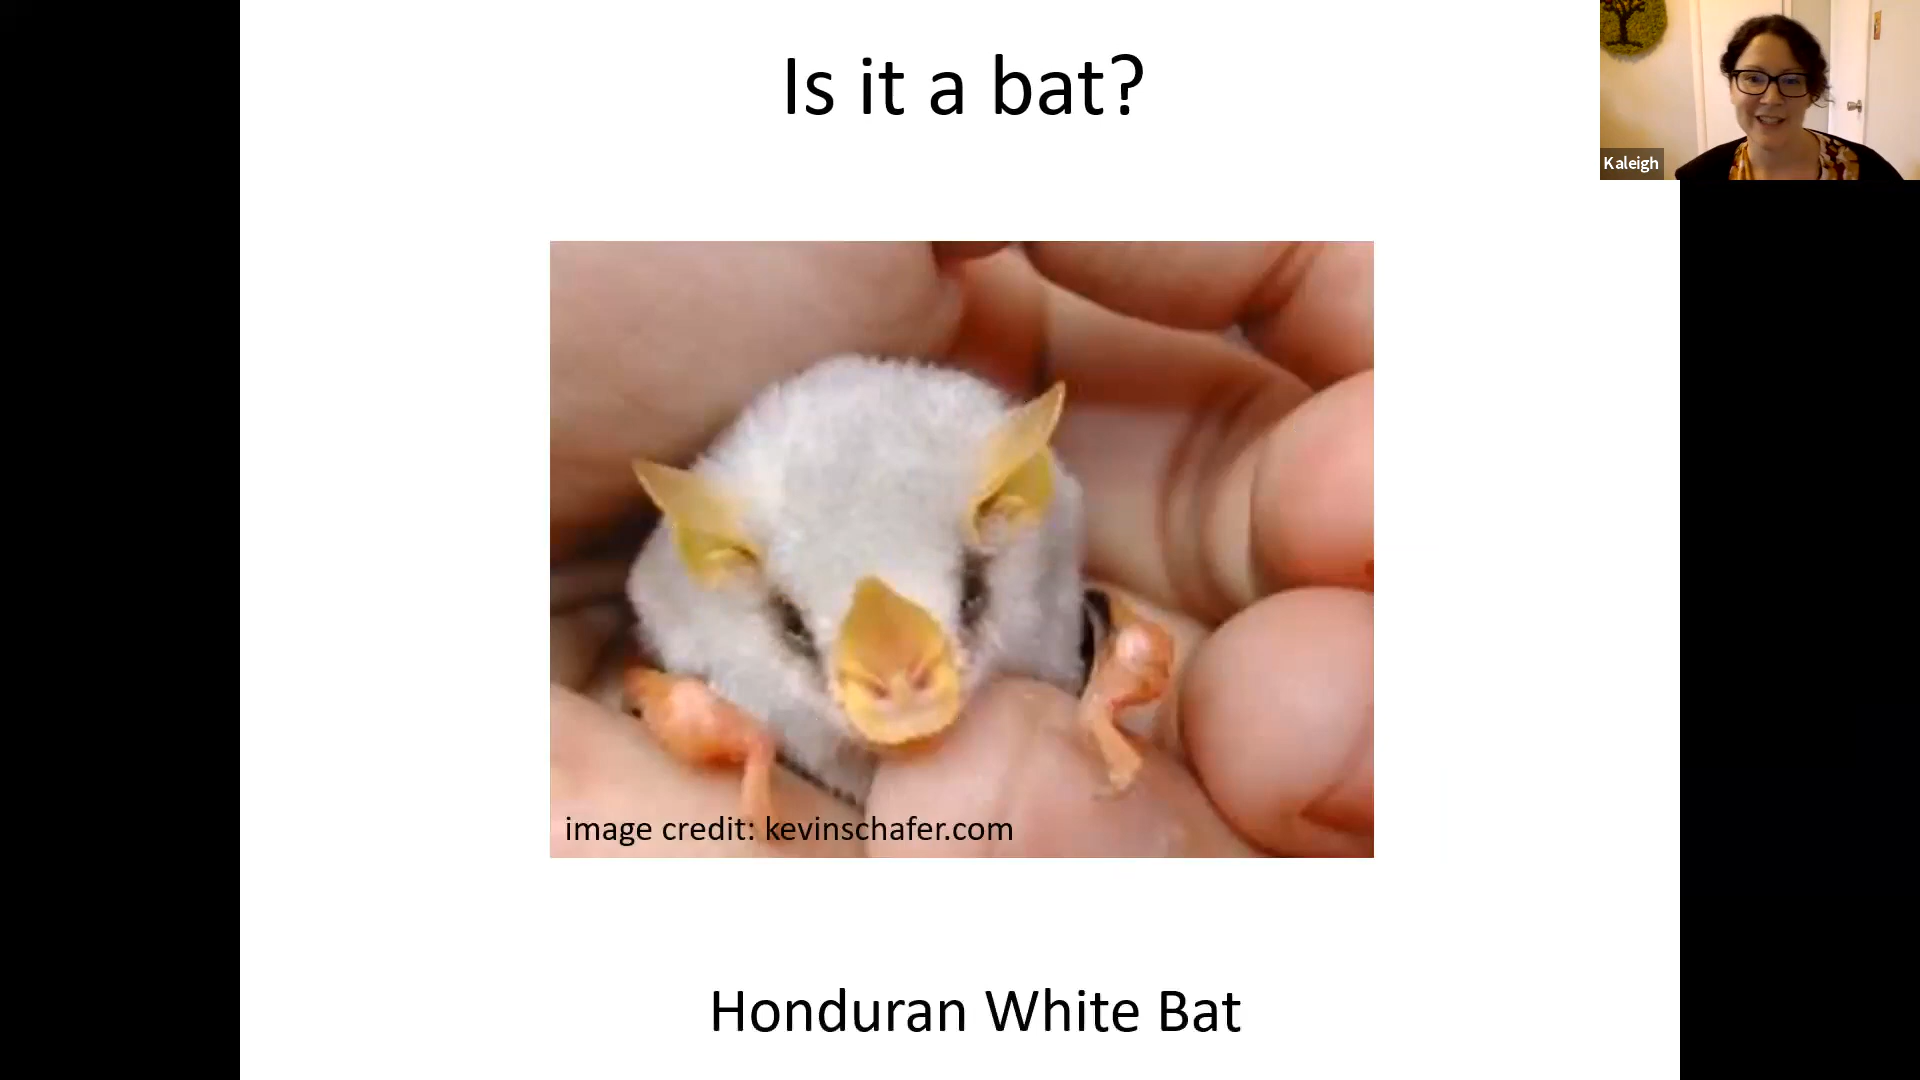 Is it a bat?
Kaleigh
image credit: kevinschafer.com
Honduran White Bat